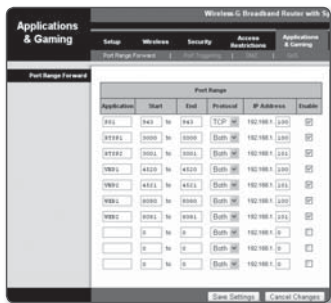 Wireless-G Broadband Router with
Applications & Gaming
Setup Wireless Security Access Restrictions Applications & Gaming
Port Range Forward Port Triggering
Port Range Forward
Port Range
Application Start End Protocol IP Address Enable
943 to 943 TCP 192.168.1. 100
3000 to 3000 Both 192.168.1. 100
3001 to 3001 Both 192.168.1. 101
4520 to 4520 Both 192.168.1. 100
4521 to 4521 Both 192.168.1. 101
WEB1 8080 to 8080 Both 192.168.1. 100
WEB2 8081 to 8081 Both 192.168.1. 101
0 to 0 Both 192.168.1. 0
0 to 0 Both 192.168.1. 0
0 to 0 Both 192.168.1. 0
Save Settings Cancel Changes